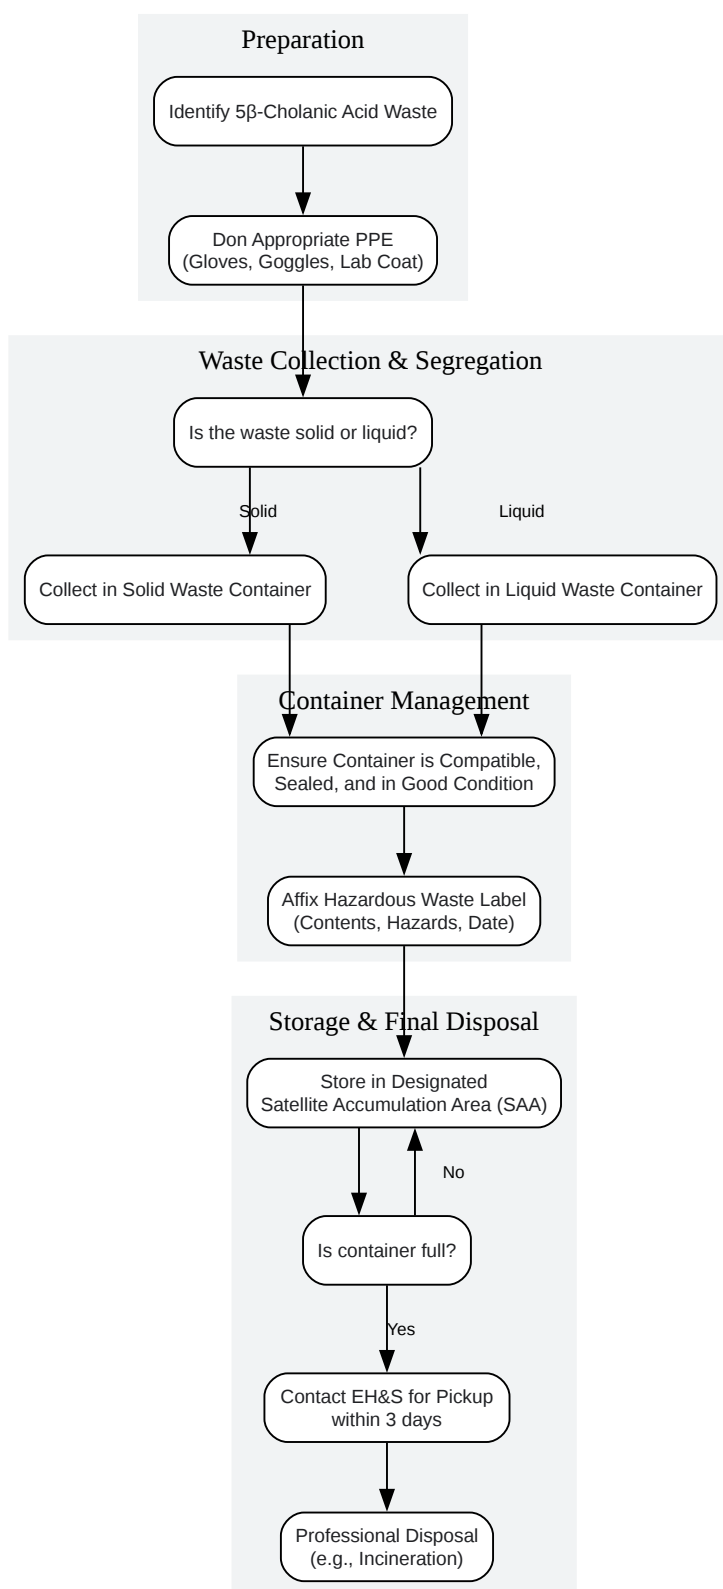 Preparation
Identify 5β-Cholanic Acid Waste
Don Appropriate PPE
(Gloves, Goggles, Lab Coat)
Waste Collection & Segregation
Is the waste solid or liquid?
Solid
Liquid
Collect in Solid Waste Container
Collect in Liquid Waste Container
Container Management
Ensure Container is Compatible,
Sealed, and in Good Condition
Affix Hazardous Waste Label
(Contents, Hazards, Date)
Storage & Final Disposal
Store in Designated
Satellite Accumulation Area (SAA)
No
Is container full?
Yes
Contact EH&S for Pickup
within 3 days
Professional Disposal
(e.g., Incineration)